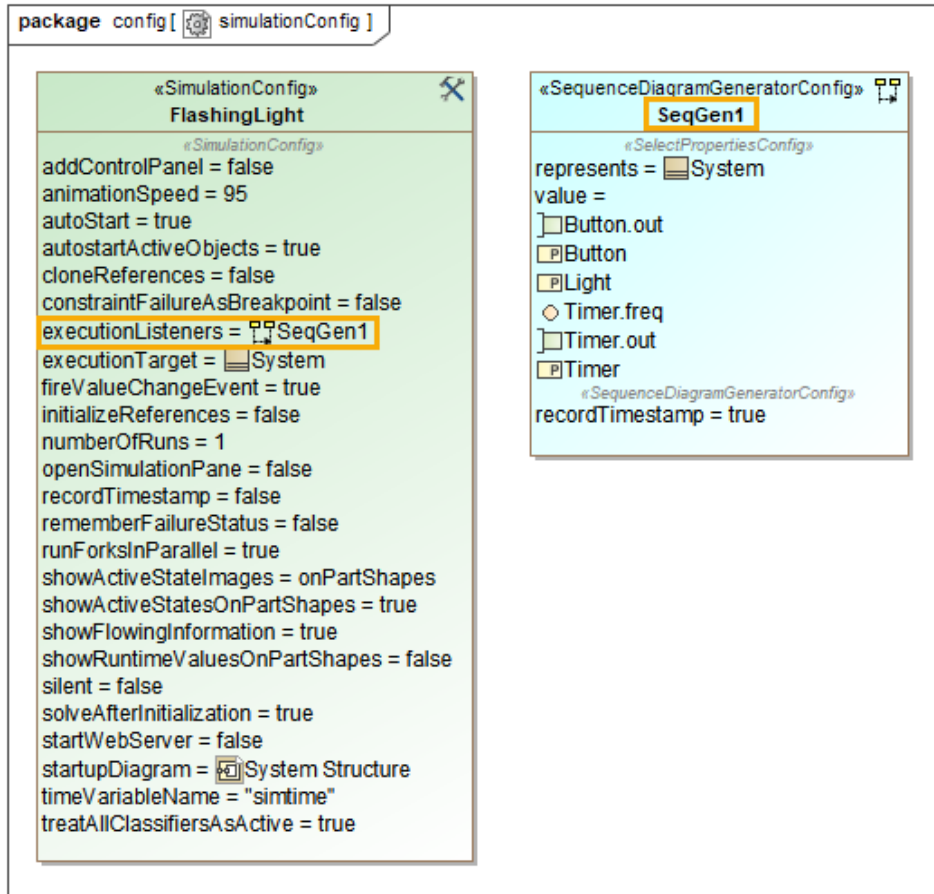 package config[ simulationConfig ]
«SimulationConfig»
FlashingLight
«SimulationConfig»
addControlPanel = false
animationSpeed = 95
autoStart = true
autostartActiveObjects = true
cloneReferences = false
constraintFailureAsBreakpoint = false
executionListeners = SeqGen1
executionTarget = System
fireValueChangeEvent = true
initializeReferences = false
numberOfRuns = 1
openSimulationPane = false
recordTimestamp = false
rememberFailureStatus = false
runForksInParallel = true
showActiveStateImages = onPartShapes
showActiveStatesOnPartShapes = true
showFlowingInformation = true
showRuntimeValuesOnPartShapes = false
silent = false
solveAfterInitialization = true
startWebServer = false
startupDiagram = System Structure
timeVariableName = "simtime"
treatAllClassifiersAsActive = true
«SequenceDiagramGeneratorConfig»
SeqGen1
«SelectPropertiesConfig»
represents = System
value =
Button.out
P Button
P Light
Timer.freq
Timer.out
P Timer
«SequenceDiagramGeneratorConfig»
recordTimestamp = true